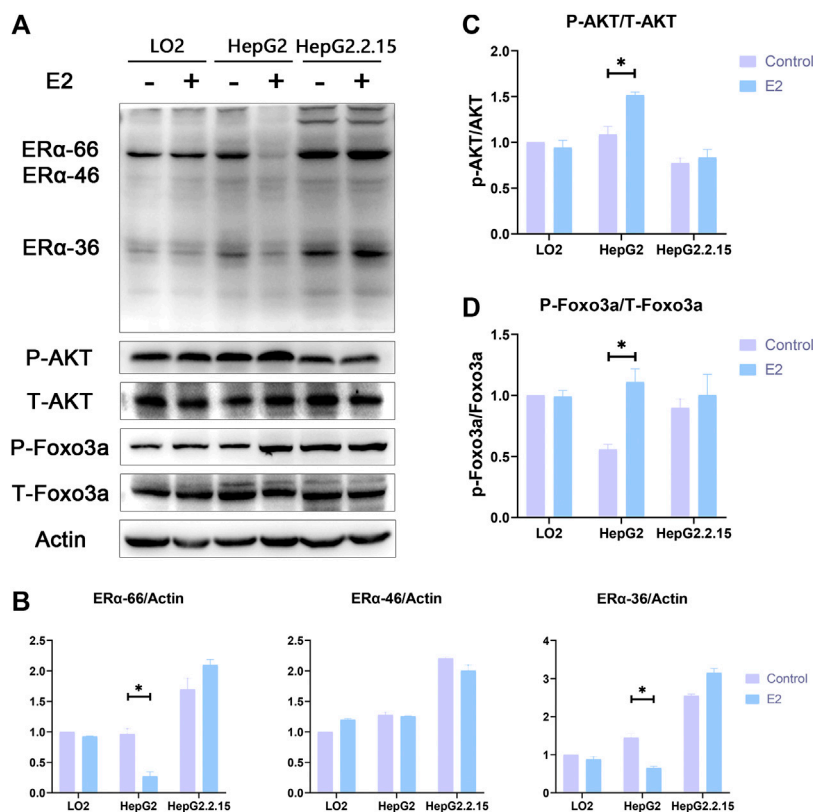 A
LO2 HepG2 HepG2.2.15
E2 - + - + - +
ERα-66
ERα-46
ERα-36
P-AKT
T-AKT
P-Foxo3a
T-Foxo3a
Actin
C
P-AKT/T-AKT
p-AKT/AKT
2.0
1.5
1.0
0.5
0.0
*
LO2 HepG2 HepG2.2.15
Control
E2
D
P-Foxo3a/T-Foxo3a
p-Foxo3a/Foxo3a
1.5
1.0
0.5
0.0
*
LO2 HepG2 HepG2.2.15
Control
E2
B
ERα-66/Actin
2.5
2.0
1.5
1.0
0.5
0.0
*
LO2 HepG2 HepG2.2.15
ERα-46/Actin
2.5
2.0
1.5
1.0
0.5
0.0
LO2 HepG2 HepG2.2.15
ERα-36/Actin
4
3
2
1
0
*
LO2 HepG2 HepG2.2.15
Control
E2